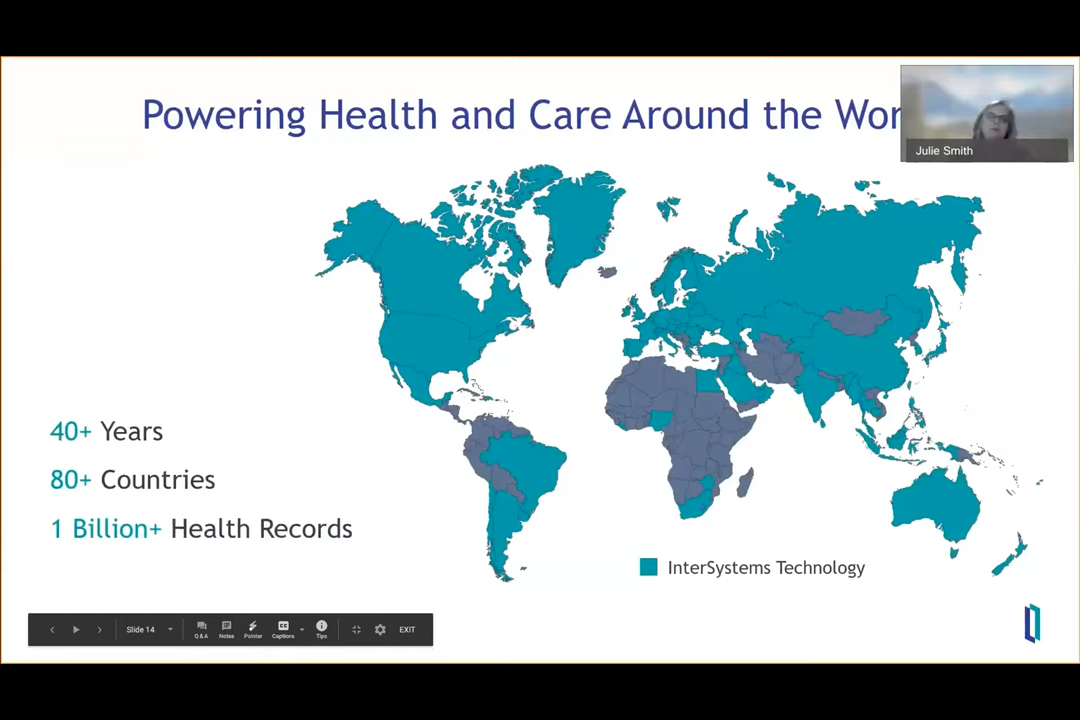 Powering Health and Care Around the Wor
Julie Smith
40+ Years
80+ Countries
1 Billion+ Health Records
InterSystems Technology
Slide 14
Q & A
Notes
Pointer
CC
Captions
Tips
EXIT